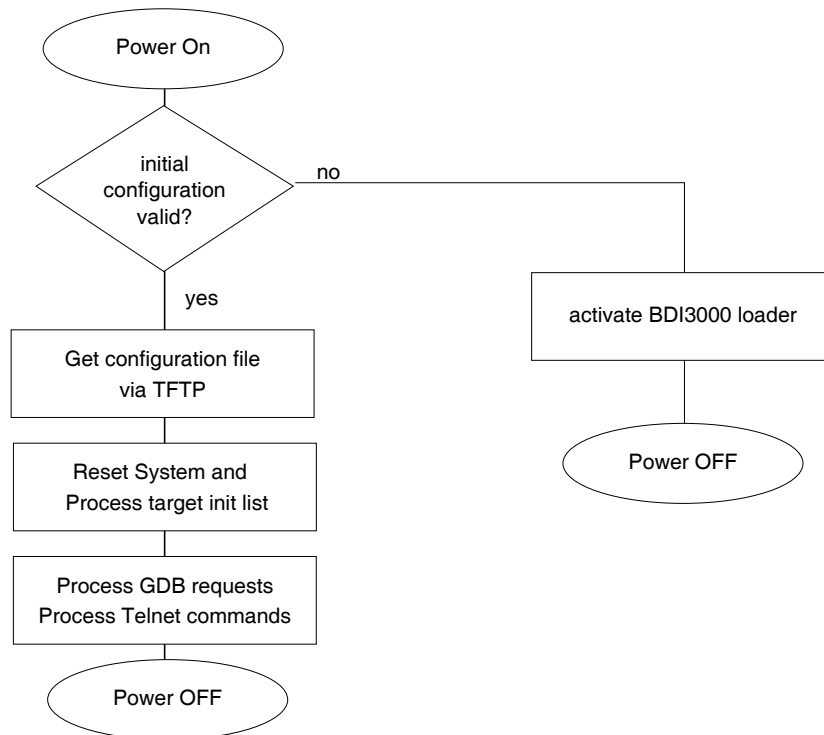 Power On
initial
configuration
valid?
no
yes
activate BDI3000 loader
Get configuration file
via TFTP
Power OFF
Reset System and
Process target init list
Process GDB requests
Process Telnet commands
Power OFF